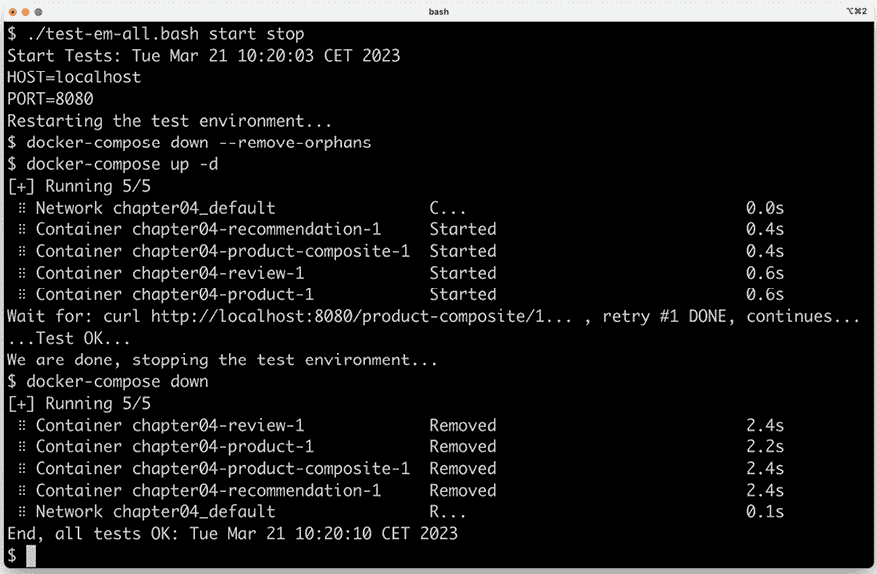 bash
⌥⌘2
$ ./test-em-all.bash start stop
Start Tests: Tue Mar 21 10:20:03 CET 2023
HOST=localhost
PORT=8080
Restarting the test environment...
$ docker-compose down --remove-orphans
$ docker-compose up -d
[+] Running 5/5
⠿ Network chapter04_default C... 0.0s
⠿ Container chapter04-recommendation-1 Started 0.4s
⠿ Container chapter04-product-composite-1 Started 0.4s
⠿ Container chapter04-review-1 Started 0.6s
⠿ Container chapter04-product-1 Started 0.6s
Wait for: curl http://localhost:8080/product-composite/1... , retry #1 DONE, continues...
...Test OK...
We are done, stopping the test environment...
$ docker-compose down
[+] Running 5/5
⠿ Container chapter04-review-1 Removed 2.4s
⠿ Container chapter04-product-1 Removed 2.2s
⠿ Container chapter04-product-composite-1 Removed 2.4s
⠿ Container chapter04-recommendation-1 Removed 2.4s
⠿ Network chapter04_default R... 0.1s
End, all tests OK: Tue Mar 21 10:20:10 CET 2023
$